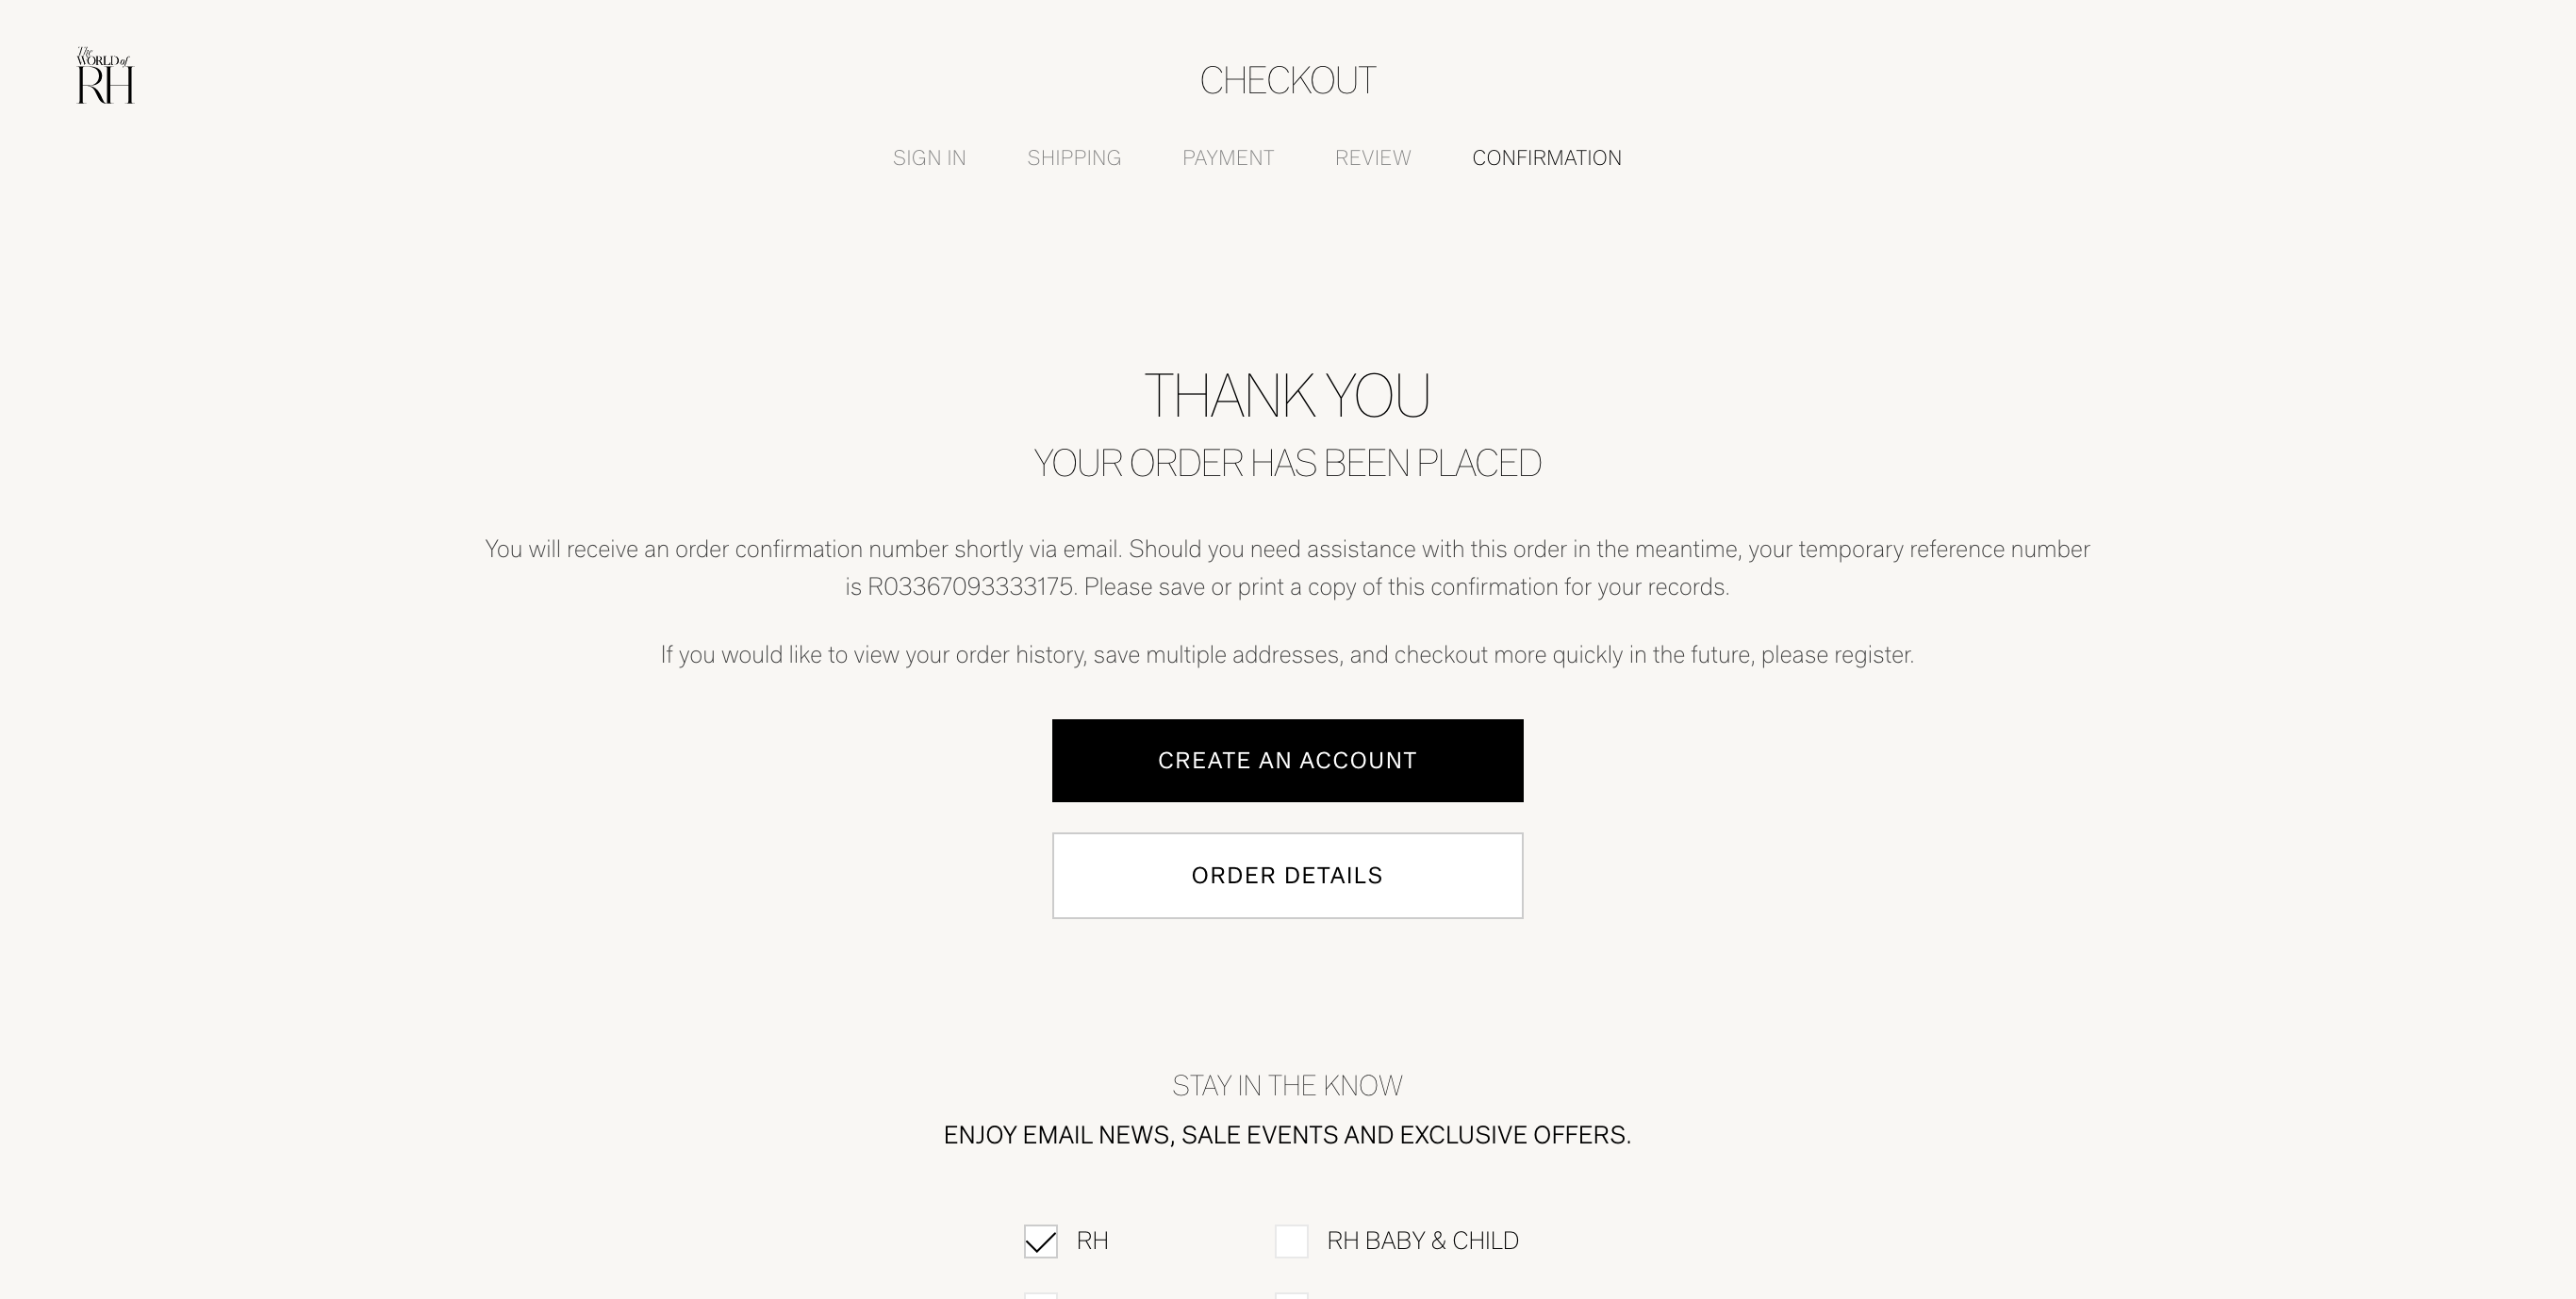 The
WORLD of
RH
CHECKOUT
SIGN IN SHIPPING PAYMENT REVIEW CONFIRMATION
THANK YOU
YOUR ORDER HAS BEEN PLACED
You will receive an order confirmation number shortly via email. Should you need assistance with this order in the meantime, your temporary reference number
is R03367093333175. Please save or print a copy of this confirmation for your records.
If you would like to view your order history, save multiple addresses, and checkout more quickly in the future, please register.
CREATE AN ACCOUNT
ORDER DETAILS
STAY IN THE KNOW
ENJOY EMAIL NEWS, SALE EVENTS AND EXCLUSIVE OFFERS.
RH RH BABY & CHILD